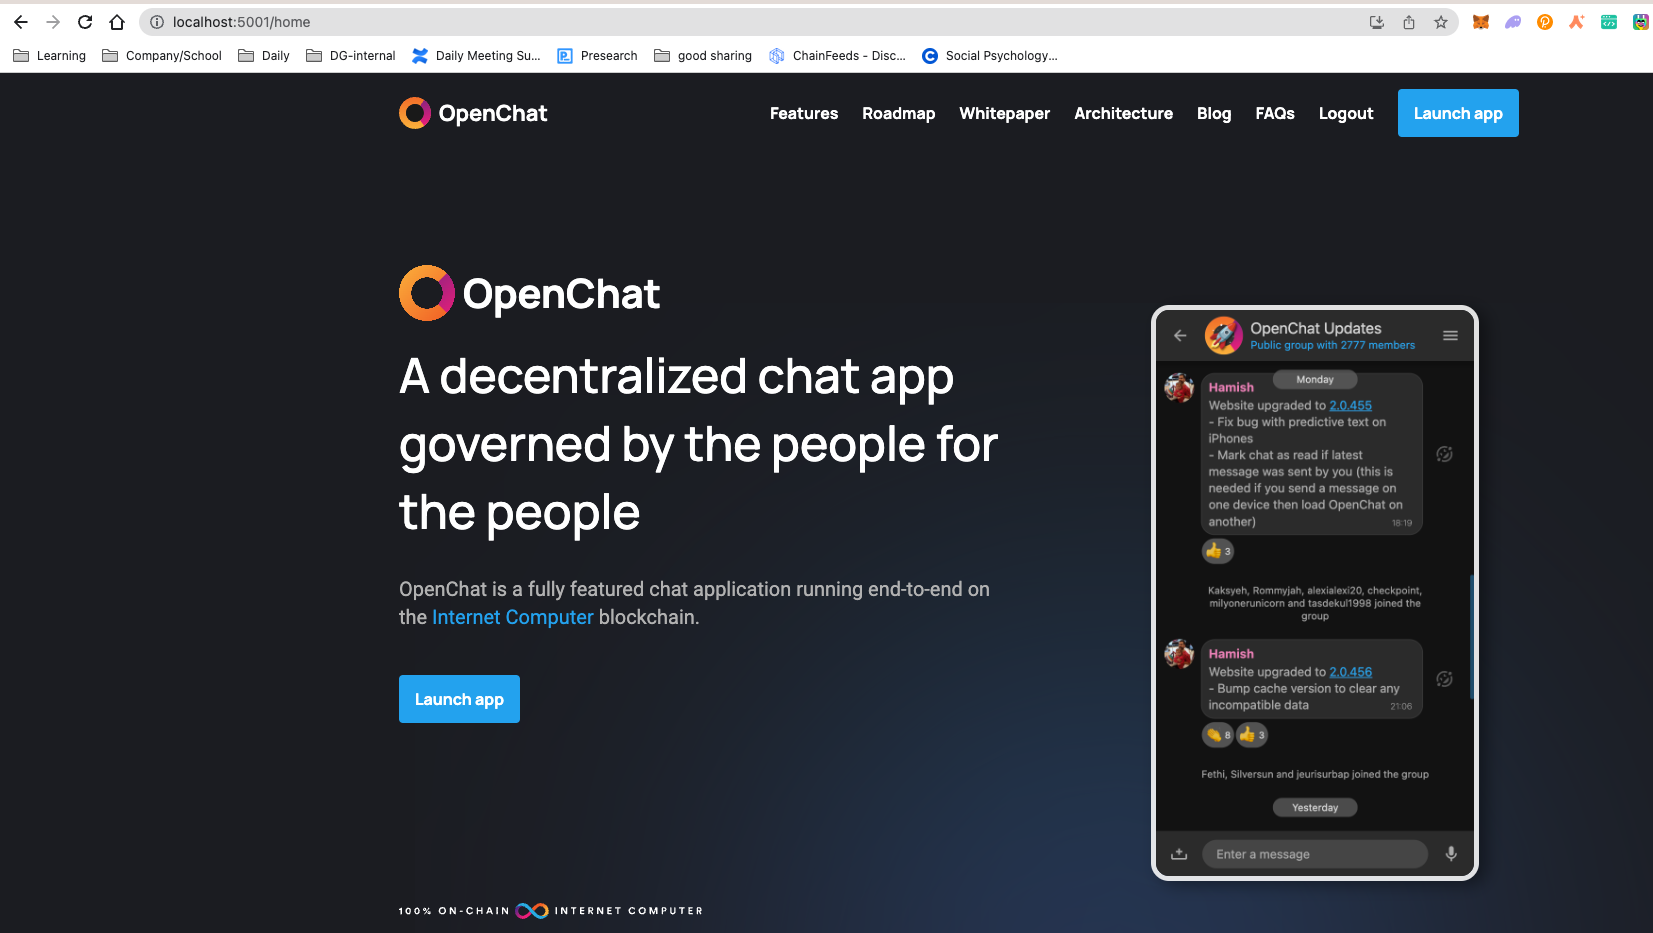 localhost:5001/home
Learning Company/School Daily DG-internal Daily Meeting Su... Presearch good sharing ChainFeeds - Disc... Social Psychology...
OpenChat Features Roadmap Whitepaper Architecture Blog FAQs Logout Launch app
OpenChat
A decentralized chat app
governed by the people for
the people
OpenChat is a fully featured chat application running end-to-end on
the Internet Computer blockchain.
Launch app
100% ON-CHAIN INTERNET COMPUTER
OpenChat Updates
Public group with 2777 members
Monday
Hamish
Website upgraded to 2.0.455
- Fix bug with predictive text on
iPhones
- Mark chat as read if latest
message was sent by you (this is
needed if you send a message on
one device then load OpenChat on
another) 18:19
👍 3
Kaksyeh, Rommyjah, alexialexi20, checkpoint,
milyonerunicorn and tasdekul1998 joined the
group
Hamish
Website upgraded to 2.0.456
- Bump cache version to clear any
incompatible data 21:06
👏 8 👍 3
Fethi, Silversun and jeurisurbap joined the group
Yesterday
Enter a message